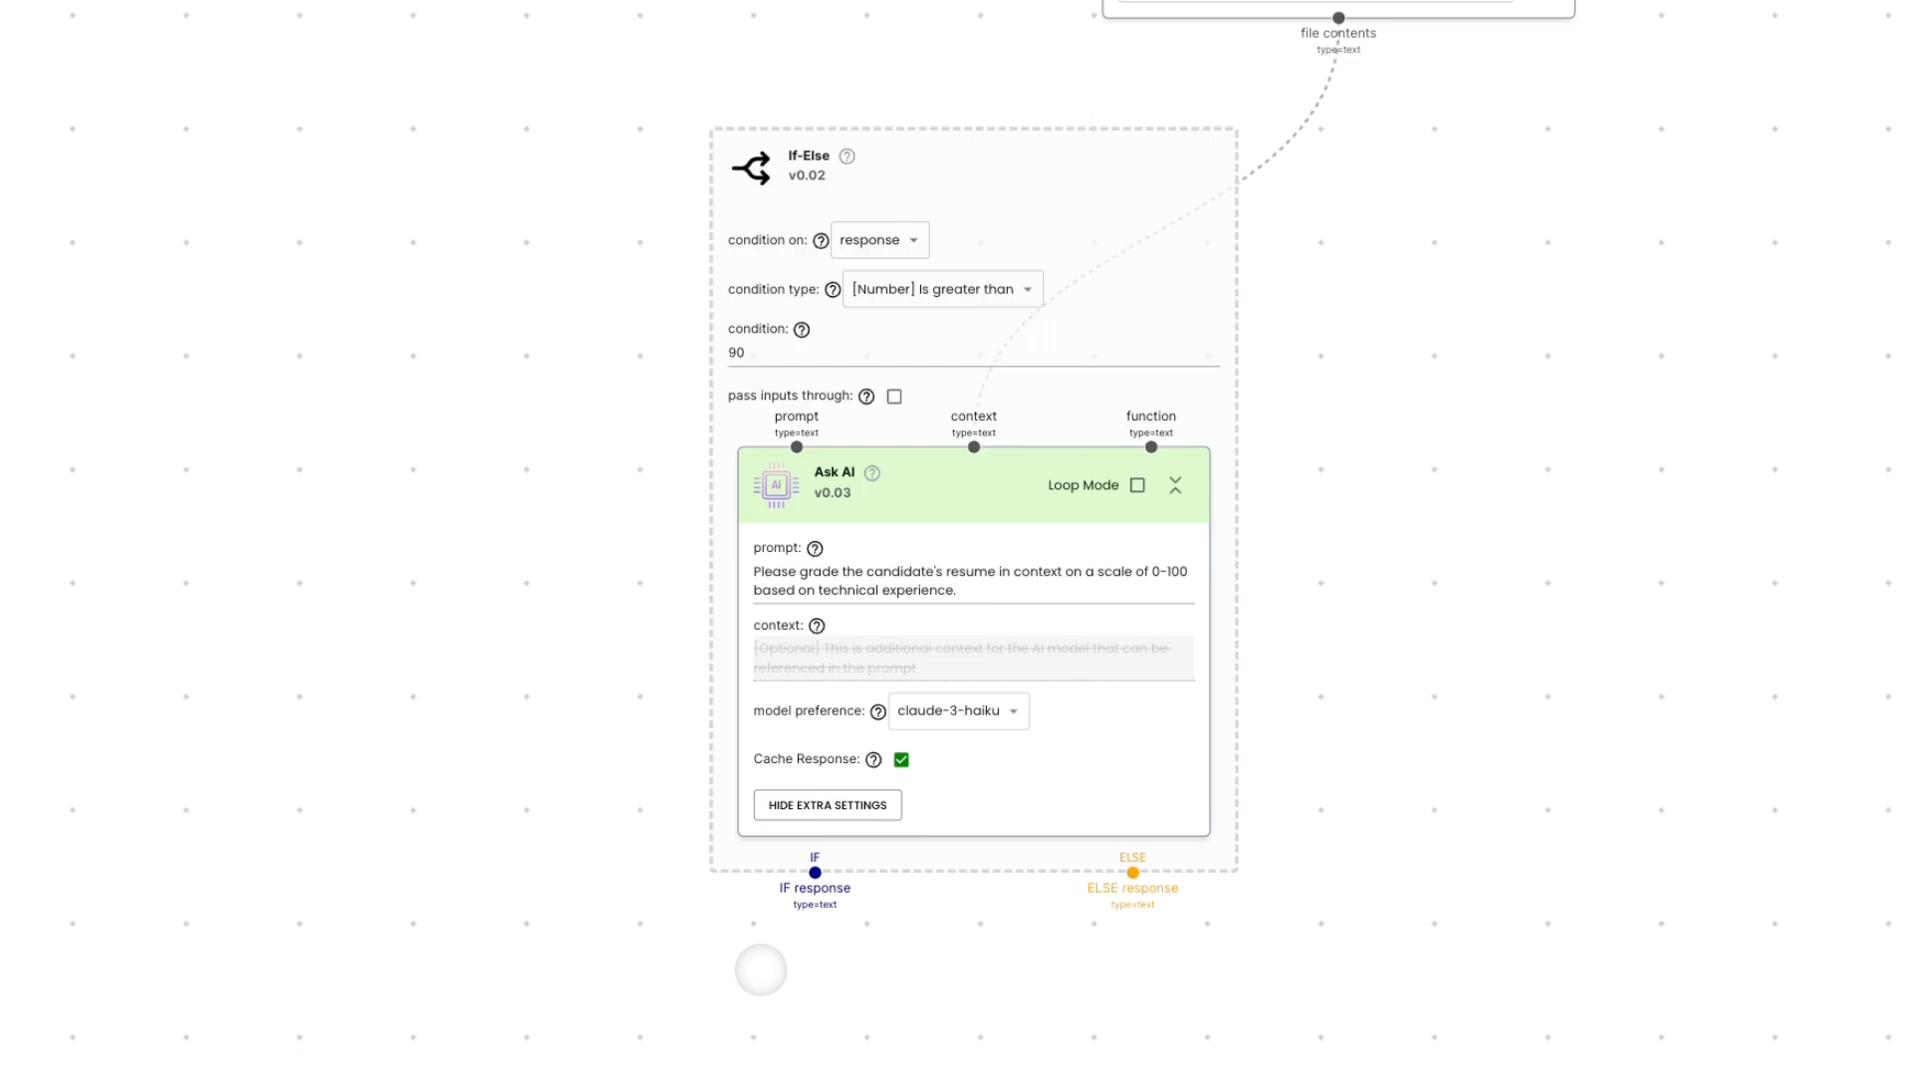 file contents
type=text
If-Else
v0.02
condition on: response
condition type: [Number] Is greater than
condition:
90
pass inputs through:
prompt context function
type=text type=text type=text
AI
Ask AI
v0.03
Loop Mode
prompt:
Please grade the candidate's resume in context on a scale of 0-100
based on technical experience.
context:
[Optional] This is additional context for the AI model that can be
referenced in the prompt
model preference: claude-3-haiku
Cache Response:
HIDE EXTRA SETTINGS
IF ELSE
IF response ELSE response
type=text type=text